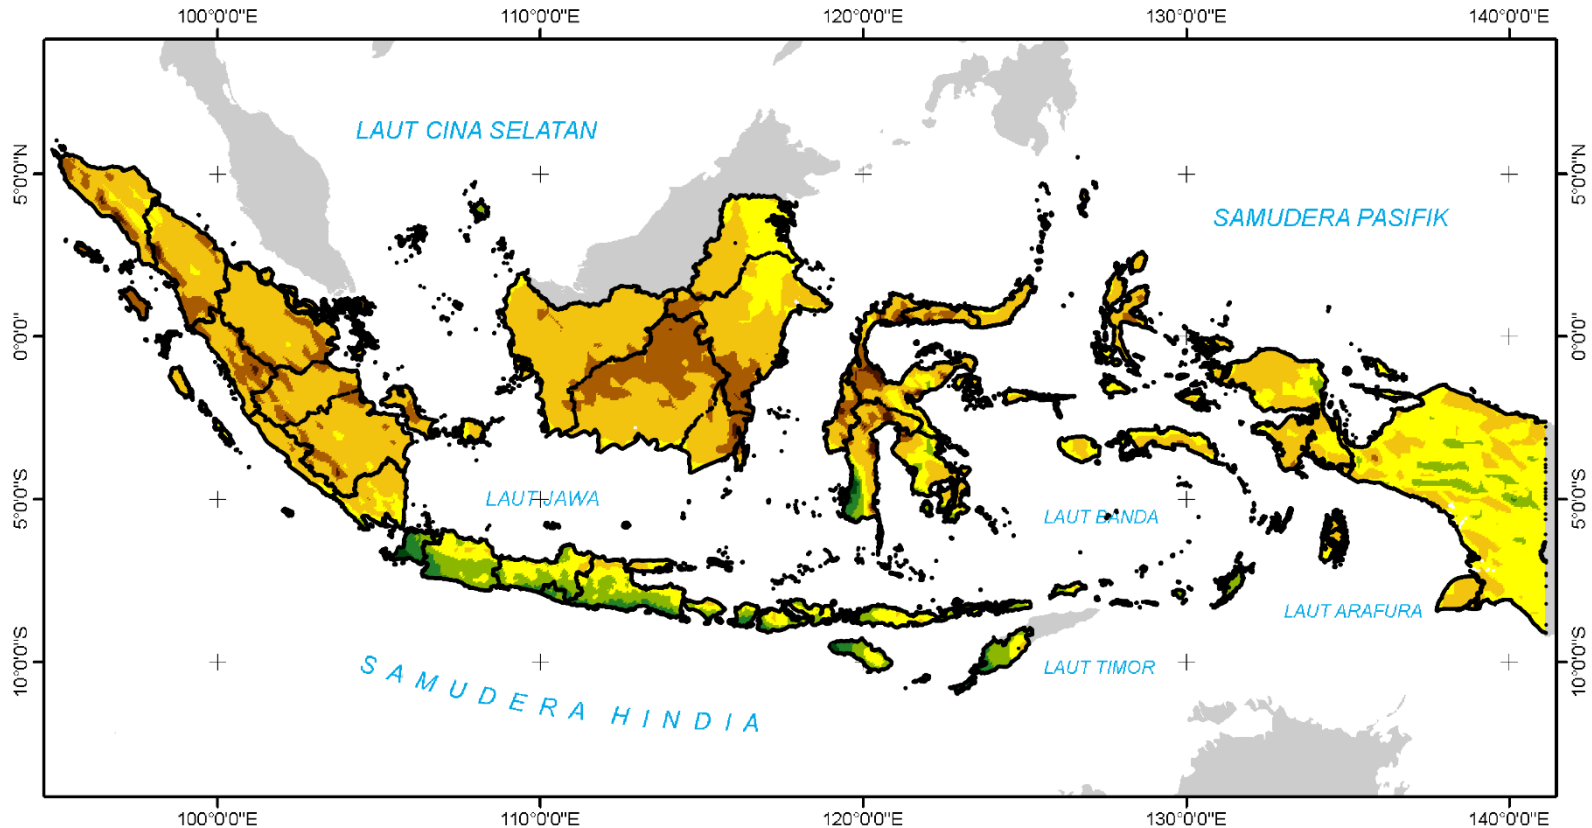 100°0'0"E 110°0'0"E 120°0'0"E 130°0'0"E 140°0'0"E
LAUT CINA SELATAN
5°0'0"N 5°0'0"N
SAMUDERA PASIFIK
0°0'0" 0°0'0"
5°0'0"S LAUT JAWA 5°0'0"S
LAUT BANDA
LAUT ARAFURA
10°0'0"S LAUT TIMOR 10°0'0"S
SAMUDERA HINDIA
100°0'0"E 110°0'0"E 120°0'0"E 130°0'0"E 140°0'0"E